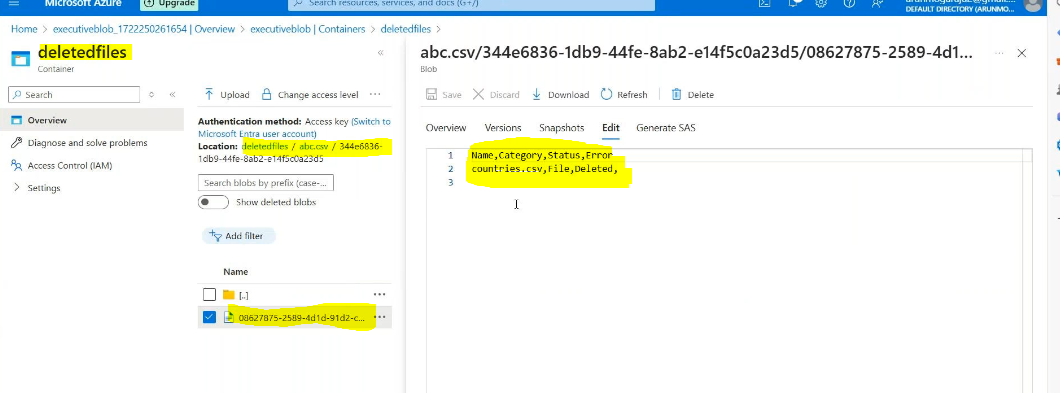 Microsoft Azure
Upgrade
Search resources, services, and docs (G+/)
DEFAULT DIRECTORY (ARUNMO...
Home > executiveblob_1722250261654 | Overview > executiveblob | Containers > deletedfiles >
deletedfiles
Container
Search
Overview
Diagnose and solve problems
Access Control (IAM)
Settings
Upload
Change access level
Authentication method: Access key (Switch to
Microsoft Entra user account)
Location: deletedfiles / abc.csv / 344e6836-
1db9-44fe-8ab2-e14f5c0a23d5
Search blobs by prefix (case-...
Show deleted blobs
Add filter
Name
[..]
08627875-2589-4d1d-91d2-c...
abc.csv/344e6836-1db9-44fe-8ab2-e14f5c0a23d5/08627875-2589-4d1...
Blob
Save
Discard
Download
Refresh
Delete
Overview
Versions
Snapshots
Edit
Generate SAS
1 Name,Category,Status,Error
2 countries.csv,File,Deleted,
3